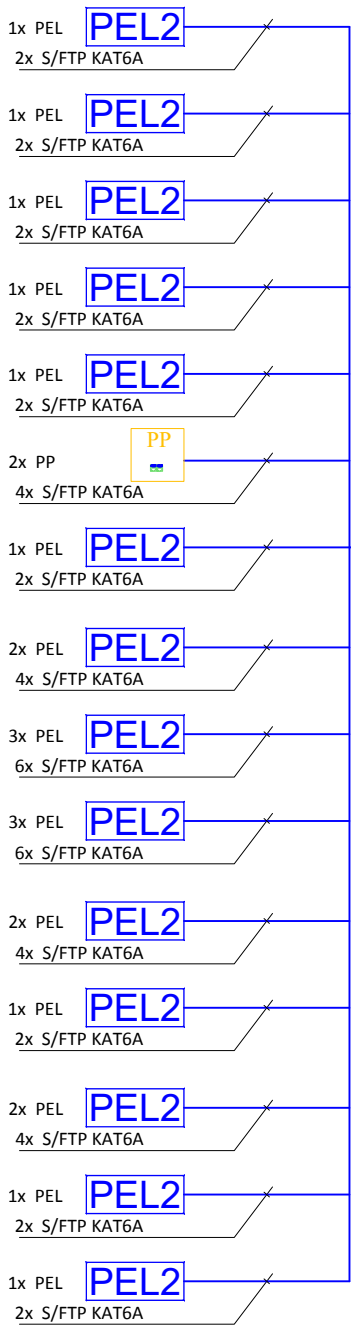 1x PEL PEL2
2x S/FTP KAT6A
1x PEL PEL2
2x S/FTP KAT6A
1x PEL PEL2
2x S/FTP KAT6A
1x PEL PEL2
2x S/FTP KAT6A
1x PEL PEL2
2x S/FTP KAT6A
2x PP PP
4x S/FTP KAT6A
1x PEL PEL2
2x S/FTP KAT6A
2x PEL PEL2
4x S/FTP KAT6A
3x PEL PEL2
6x S/FTP KAT6A
3x PEL PEL2
6x S/FTP KAT6A
2x PEL PEL2
4x S/FTP KAT6A
1x PEL PEL2
2x S/FTP KAT6A
2x PEL PEL2
4x S/FTP KAT6A
1x PEL PEL2
2x S/FTP KAT6A
1x PEL PEL2
2x S/FTP KAT6A